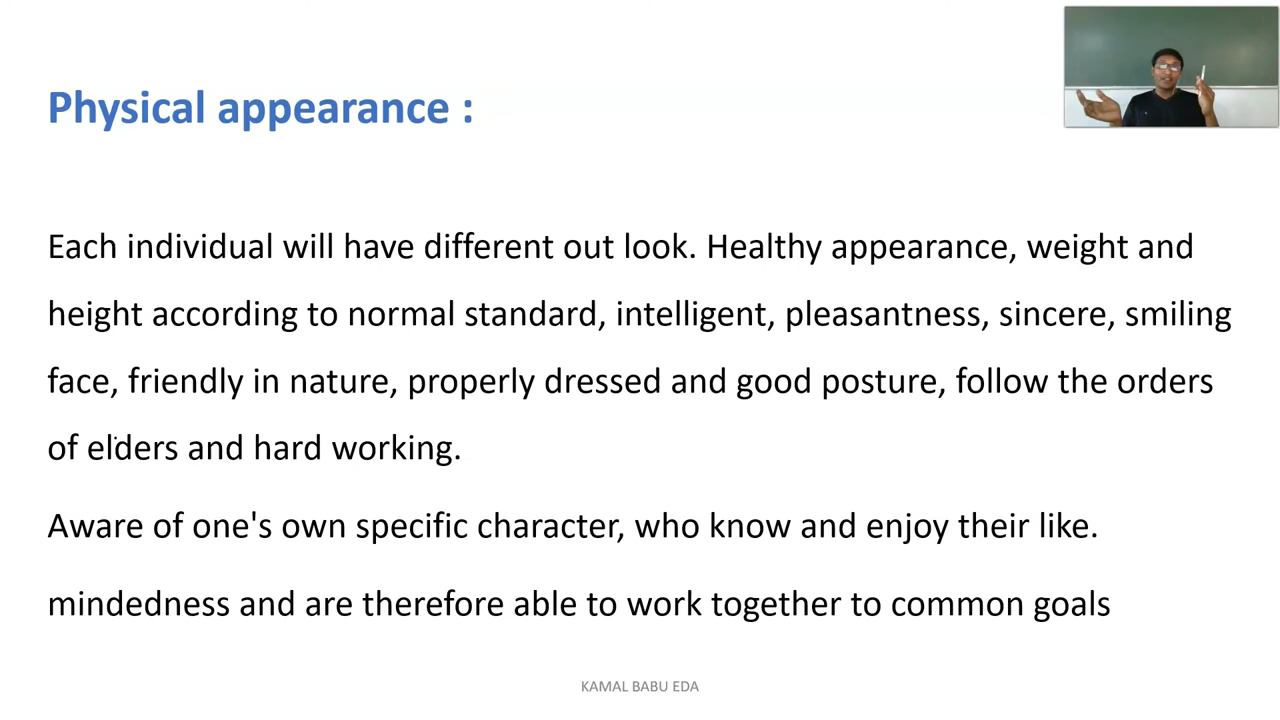 Physical appearance :
Each individual will have different out look. Healthy appearance, weight and
height according to normal standard, intelligent, pleasantness, sincere, smiling
face, friendly in nature, properly dressed and good posture, follow the orders
of elders and hard working.
Aware of one's own specific character, who know and enjoy their like.
mindedness and are therefore able to work together to common goals
KAMAL BABU EDA